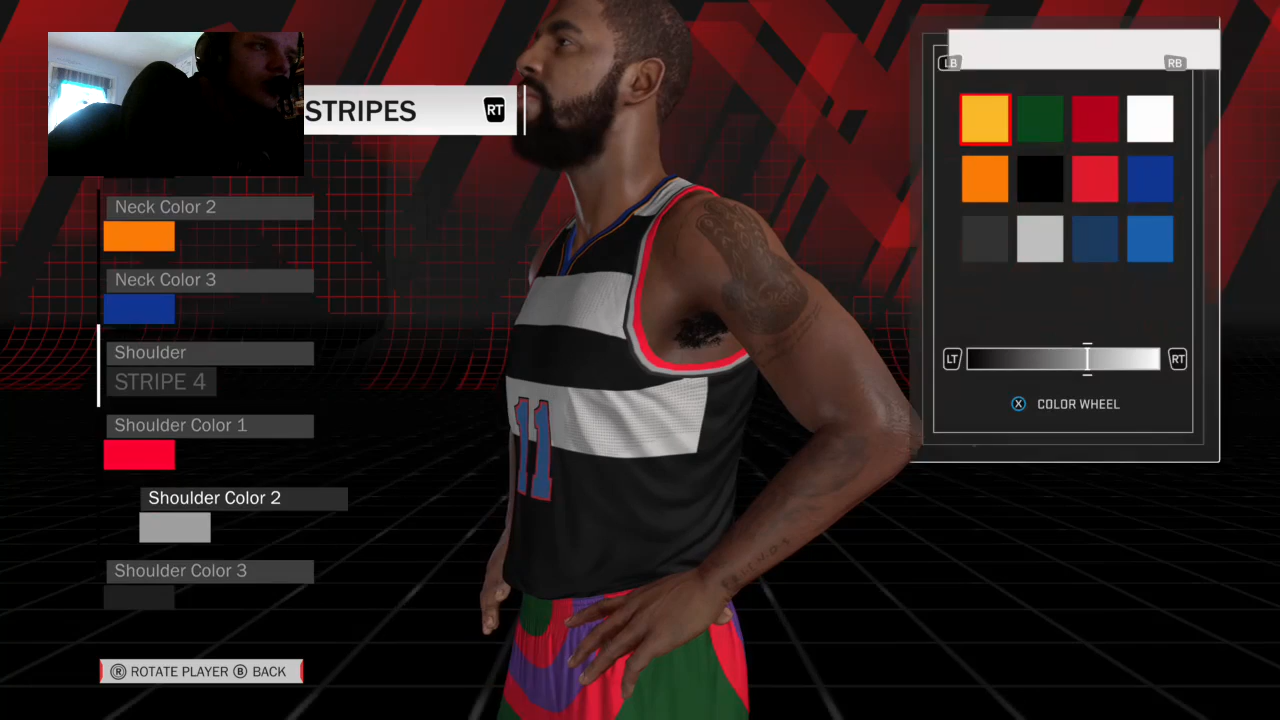 STRIPES RT
Neck Color 2
Neck Color 3
Shoulder
STRIPE 4
Shoulder Color 1
Shoulder Color 2
Shoulder Color 3
R ROTATE PLAYER B BACK
11
FRIENDS
LB RB
LT RT
X COLOR WHEEL